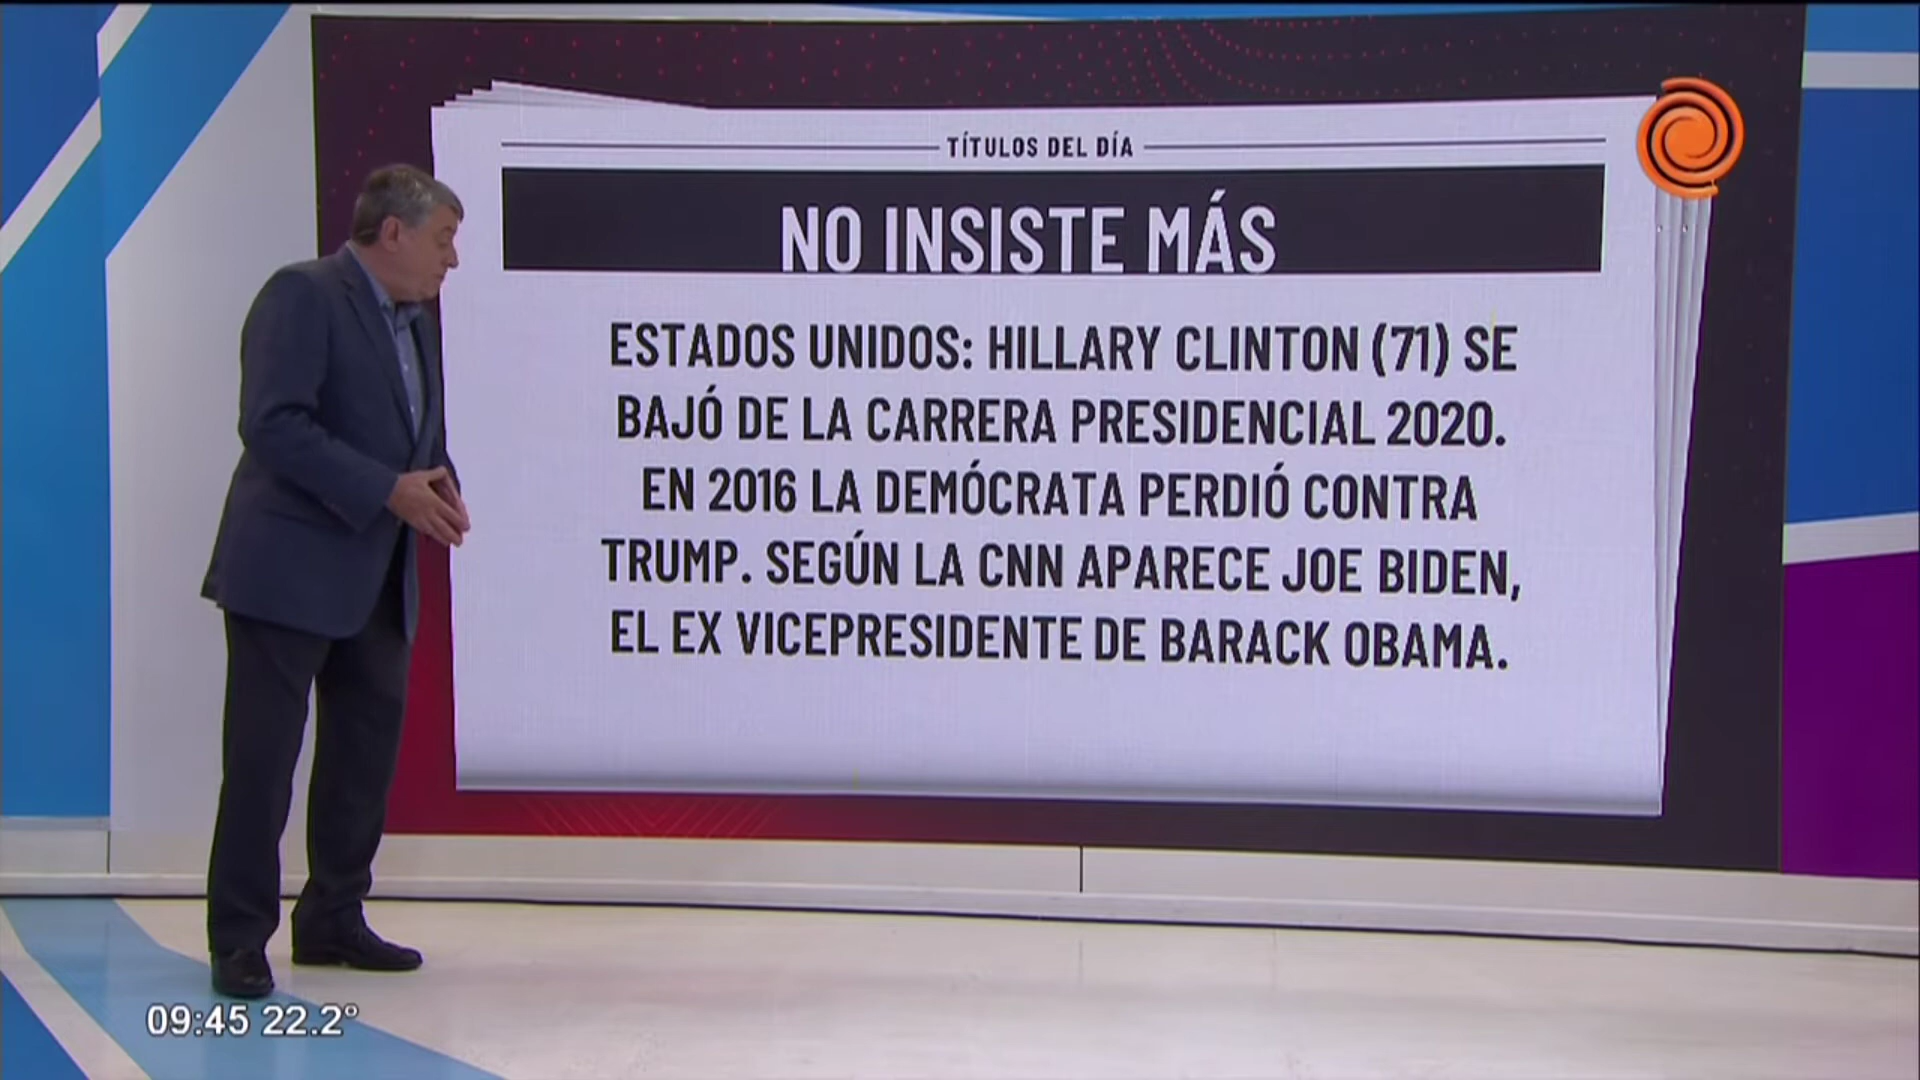 TÍTULOS DEL DÍA
NO INSISTE MÁS
ESTADOS UNIDOS: HILLARY CLINTON (71) SE
BAJÓ DE LA CARRERA PRESIDENCIAL 2020.
EN 2016 LA DEMÓCRATA PERDIÓ CONTRA
TRUMP. SEGÚN LA CNN APARECE JOE BIDEN,
EL EX VICEPRESIDENTE DE BARACK OBAMA.
09:45 22.2°